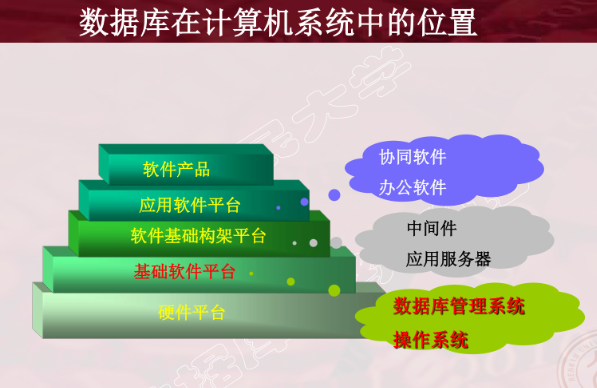 数据库在计算机系统中的位置
软件产品
应用软件平台
软件基础构架平台
基础软件平台
硬件平台
协同软件
办公软件
中间件
应用服务器
数据库管理系统
操作系统